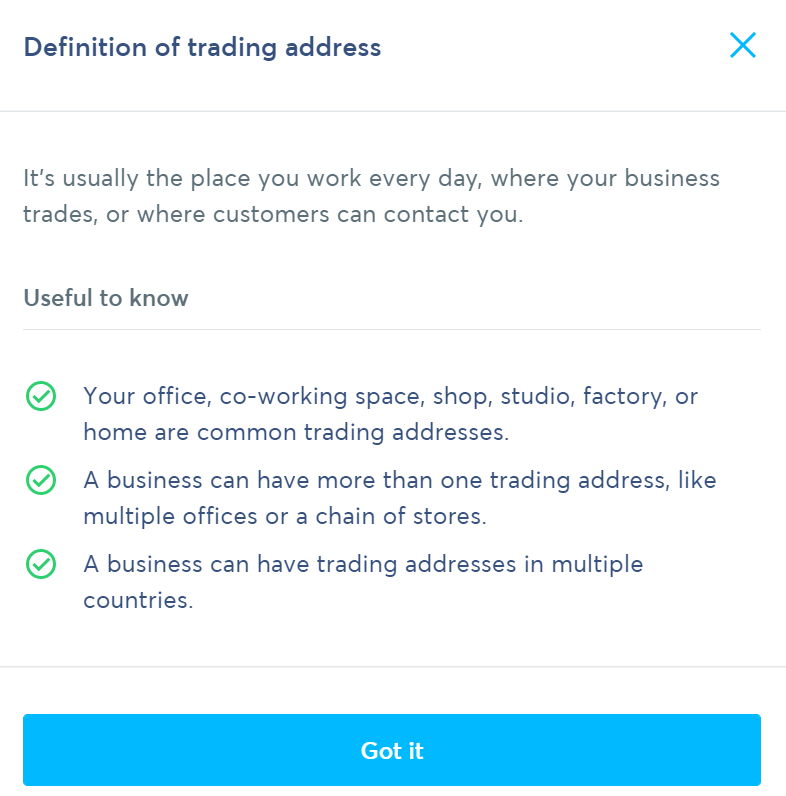 Definition of trading address
It's usually the place you work every day, where your business
trades, or where customers can contact you.
Useful to know
Your office, co-working space, shop, studio, factory, or
home are common trading addresses.
A business can have more than one trading address, like
multiple offices or a chain of stores.
A business can have trading addresses in multiple
countries.
Got it